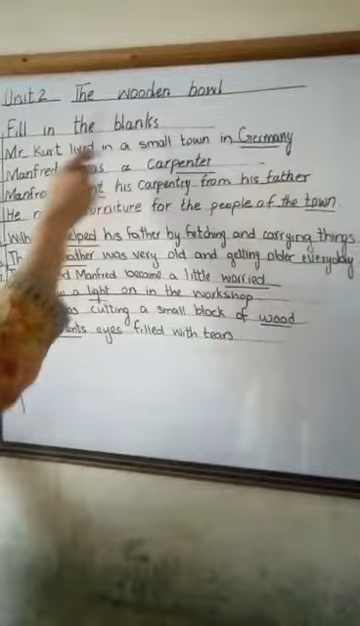 Unit 2 The wooden bowl
Fill in the blanks
Mr. Kurt lived in a small town in Germany
Manfred was a Carpenter
his Carpentry from his father
He furniture for the people of the town.
helped his father by fetching and carrying things
father was very old and getting older everyday
Manfred became a little worried
a light on in the workshop
cutting a small block of wood
eyes filled with tears